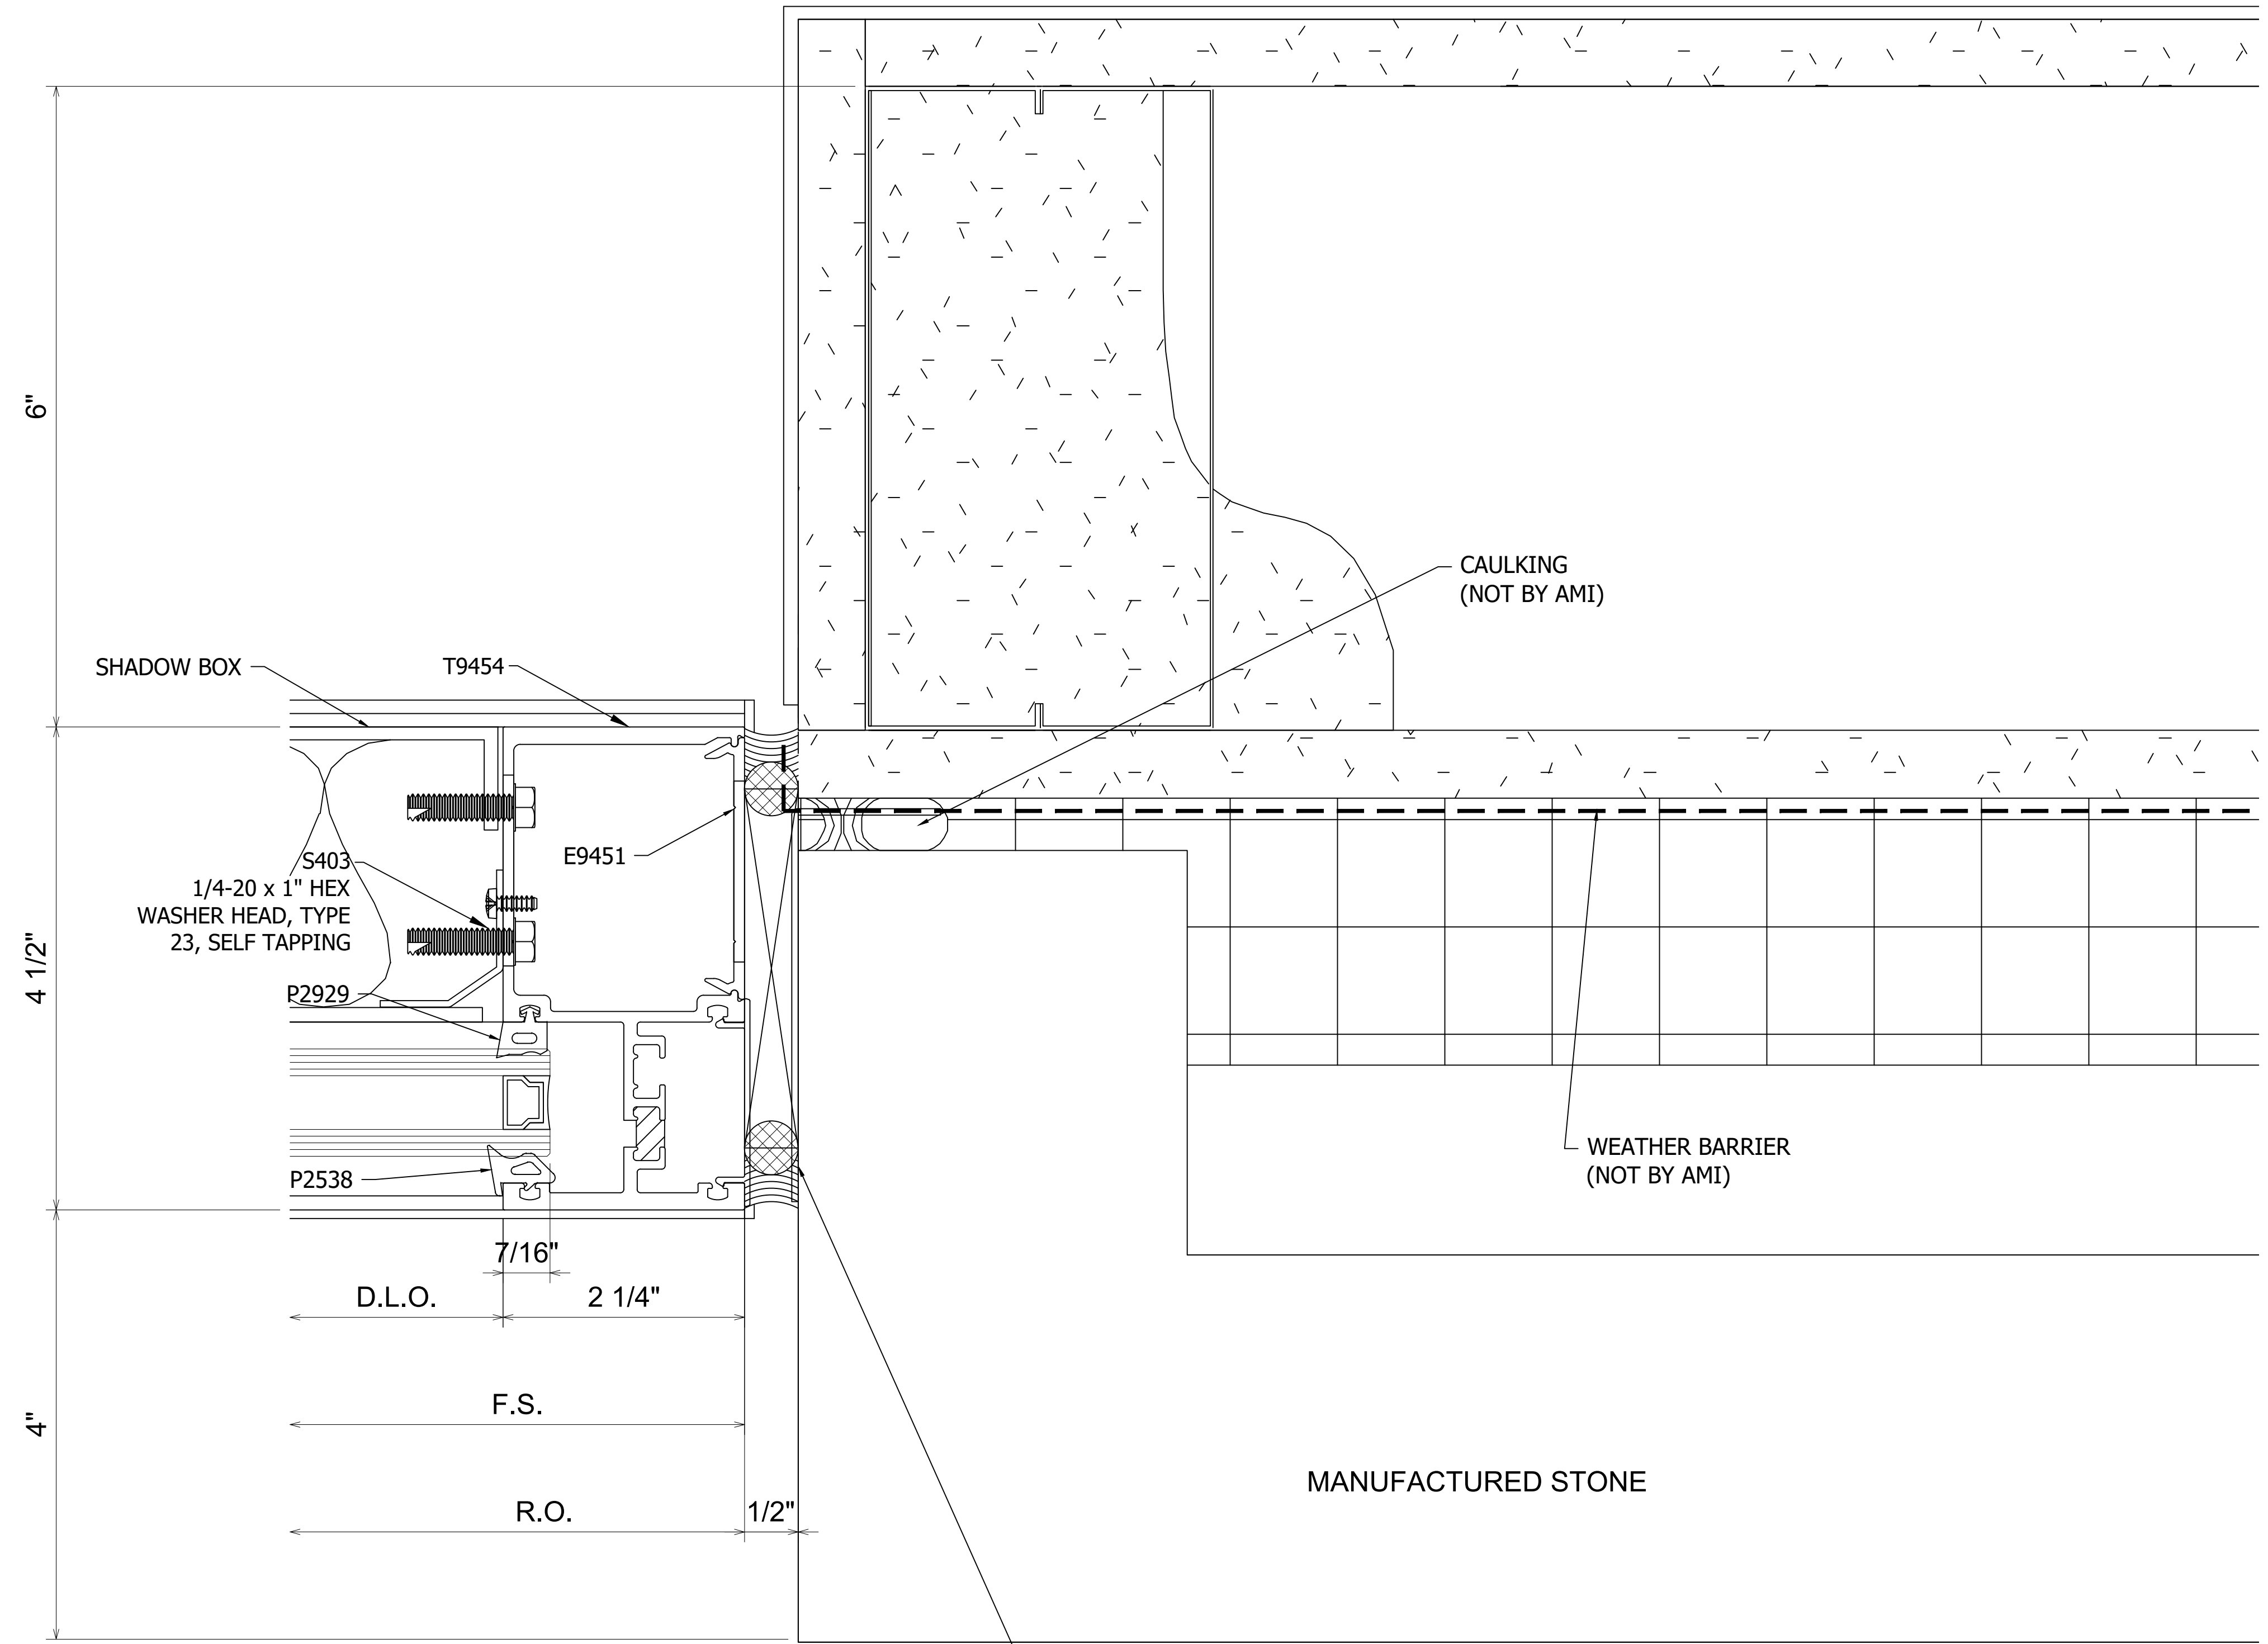 6"
CAULKING
(NOT BY AMI)
SHADOW BOX
T9454
E9451
S403
1/4-20 x 1" HEX
WASHER HEAD, TYPE
23, SELF TAPPING
4 1/2"
P2929
P2538
WEATHER BARRIER
(NOT BY AMI)
7/16"
D.L.O.
2 1/4"
F.S.
4"
MANUFACTURED STONE
R.O.
1/2"